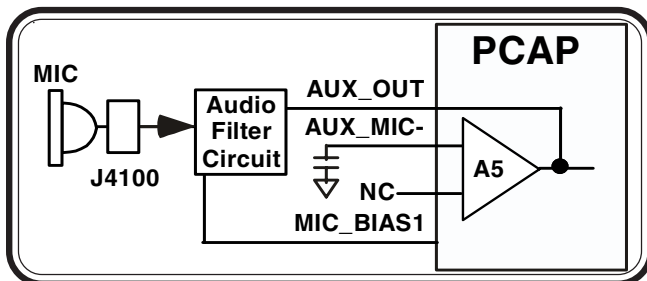 PCAP
MIC
AUX_OUT
Audio
Filter
Circuit
AUX_MIC-
A5
J4100
NC
MIC_BIAS1